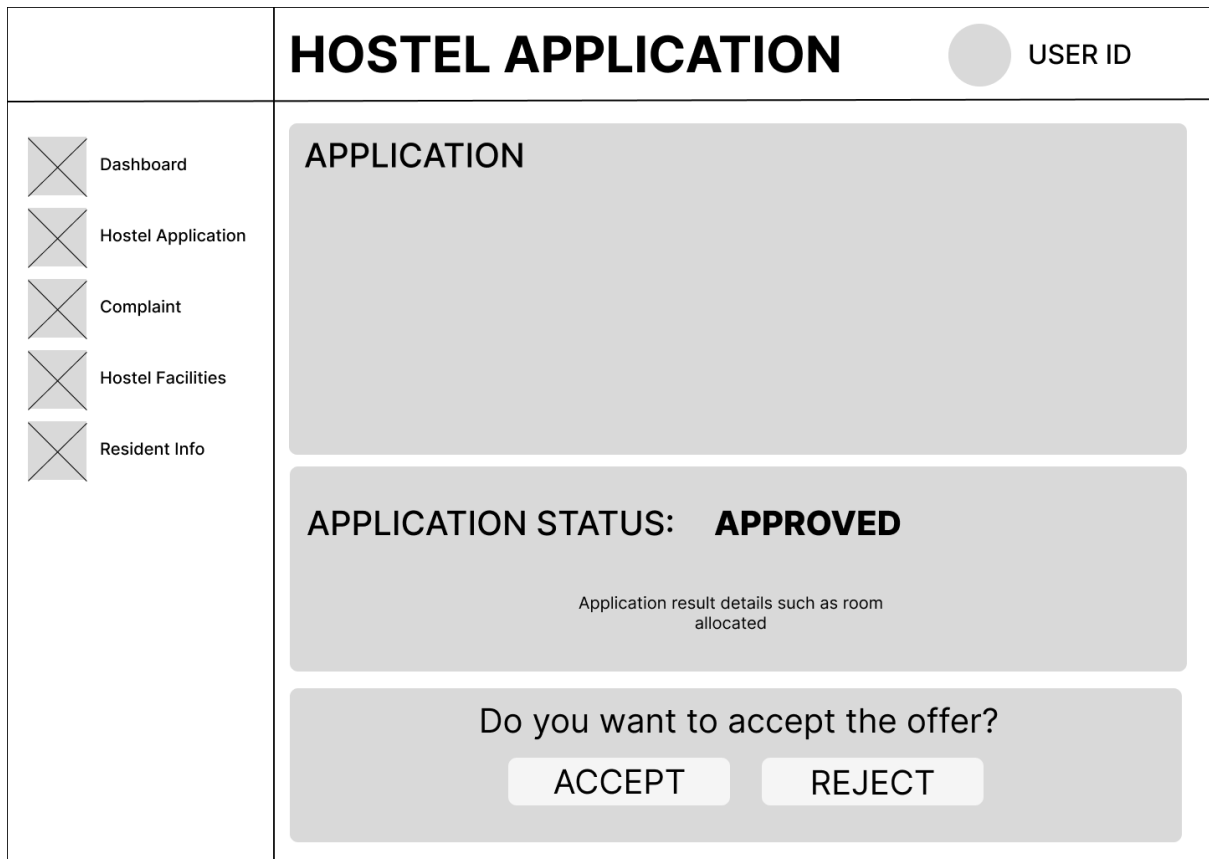 HOSTEL APPLICATION
USER ID
Dashboard
Hostel Application
Complaint
Hostel Facilities
Resident Info
APPLICATION
APPLICATION STATUS: APPROVED
Application result details such as room
allocated
Do you want to accept the offer?
ACCEPT
REJECT